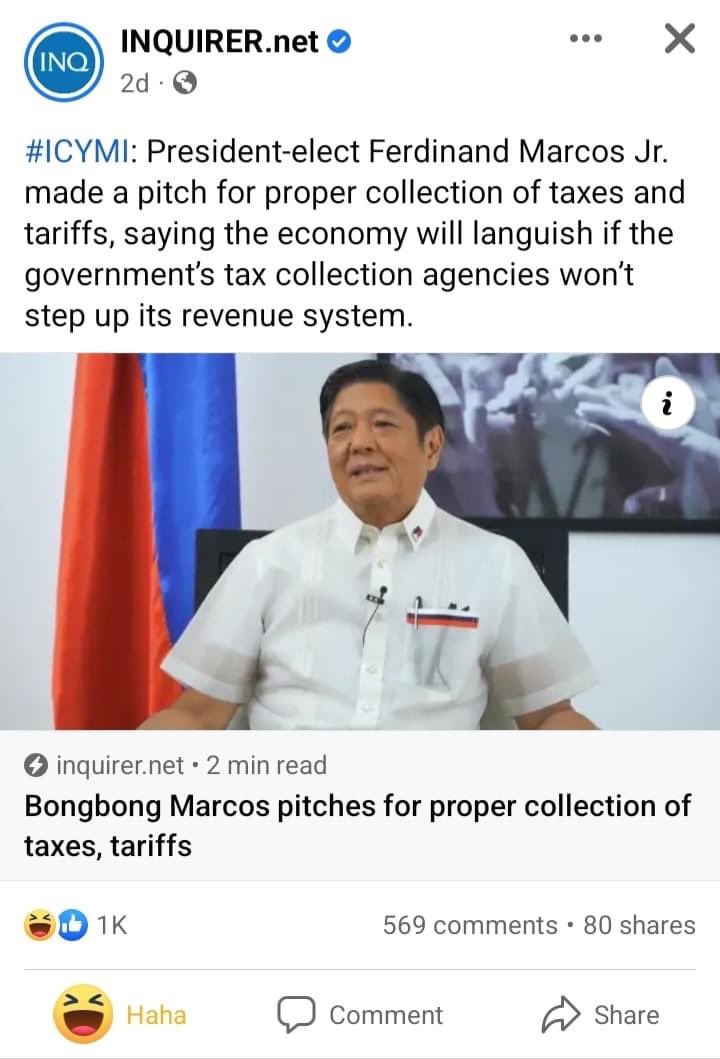 INQ
INQUIRER.net
2d ·
#ICYMI: President-elect Ferdinand Marcos Jr.
made a pitch for proper collection of taxes and
tariffs, saying the economy will languish if the
government's tax collection agencies won't
step up its revenue system.
i
inquirer.net • 2 min read
Bongbong Marcos pitches for proper collection of
taxes, tariffs
1K
569 comments • 80 shares
Haha
Comment
Share